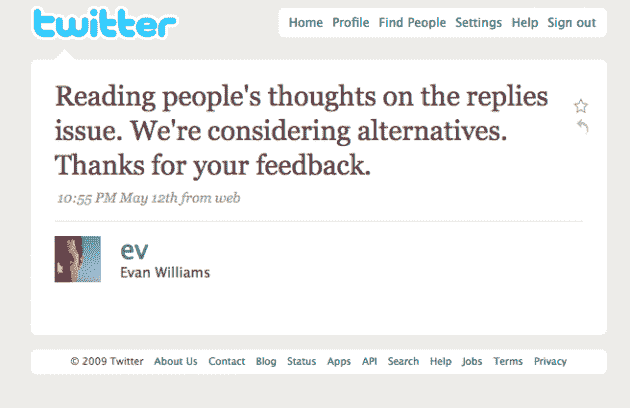 twitter
Home Profile Find People Settings Help Sign out
Reading people's thoughts on the replies
issue. We're considering alternatives.
Thanks for your feedback.
10:55 PM May 12th from web
ev
Evan Williams
© 2009 Twitter About Us Contact Blog Status Apps API Search Help Jobs Terms Privacy